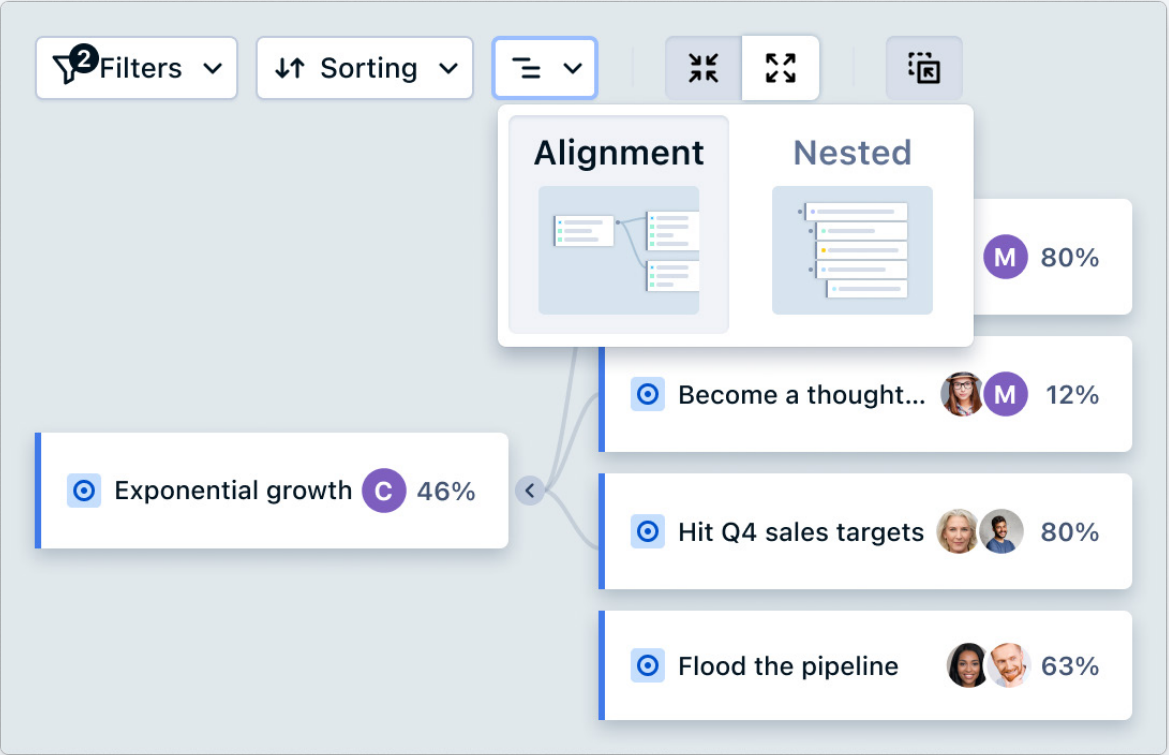 2 Filters Sorting
Alignment Nested
M 80%
Become a thought... M 12%
Exponential growth C 46%
Hit Q4 sales targets 80%
Flood the pipeline 63%